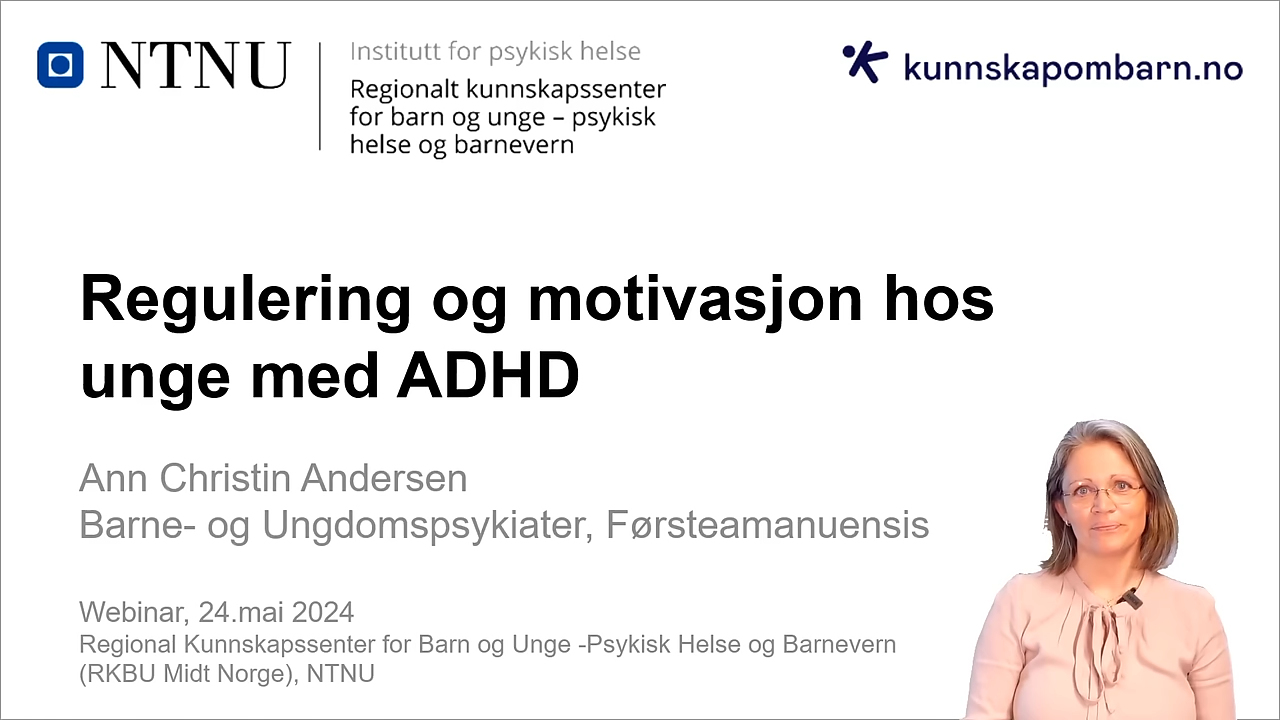 NTNU
Institutt for psykisk helse
Regionalt kunnskapssenter
for barn og unge – psykisk
helse og barnevern
kunnskapombarn.no
Regulering og motivasjon hos
unge med ADHD
Ann Christin Andersen
Barne- og Ungdomspsykiater, Førsteamanuensis
Webinar, 24.mai 2024
Regional Kunnskapssenter for Barn og Unge -Psykisk Helse og Barnevern
(RKBU Midt Norge), NTNU